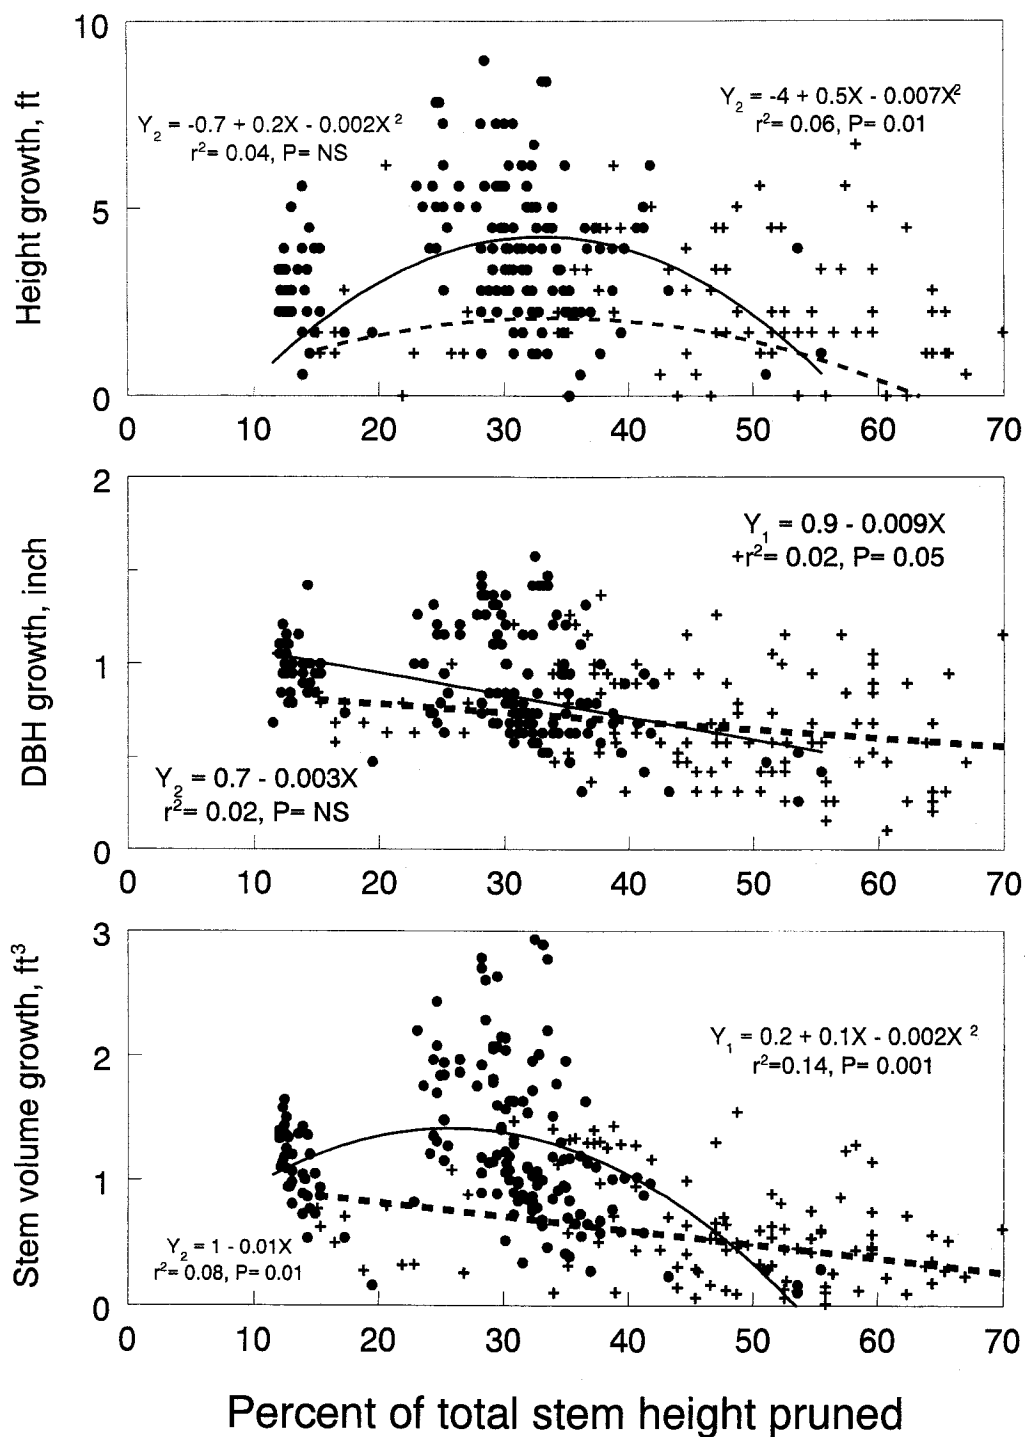 10
Height growth, ft
Y₂ = -0.7 + 0.2X - 0.002X²
r²= 0.04, P= NS
Y₂ = -4 + 0.5X - 0.007X²
r²= 0.06, P= 0.01
5
0
0 10 20 30 40 50 60 70
2
DBH growth, inch
Y₁ = 0.9 - 0.009X
r²= 0.02, P= 0.05
1
Y₂ = 0.7 - 0.003X
r²= 0.02, P= NS
0
0 10 20 30 40 50 60 70
3
Stem volume growth, ft³
Y₁ = 0.2 + 0.1X - 0.002X²
r²=0.14, P= 0.001
2
1
Y₂ = 1 - 0.01X
r²= 0.08, P= 0.01
0
0 10 20 30 40 50 60 70
Percent of total stem height pruned